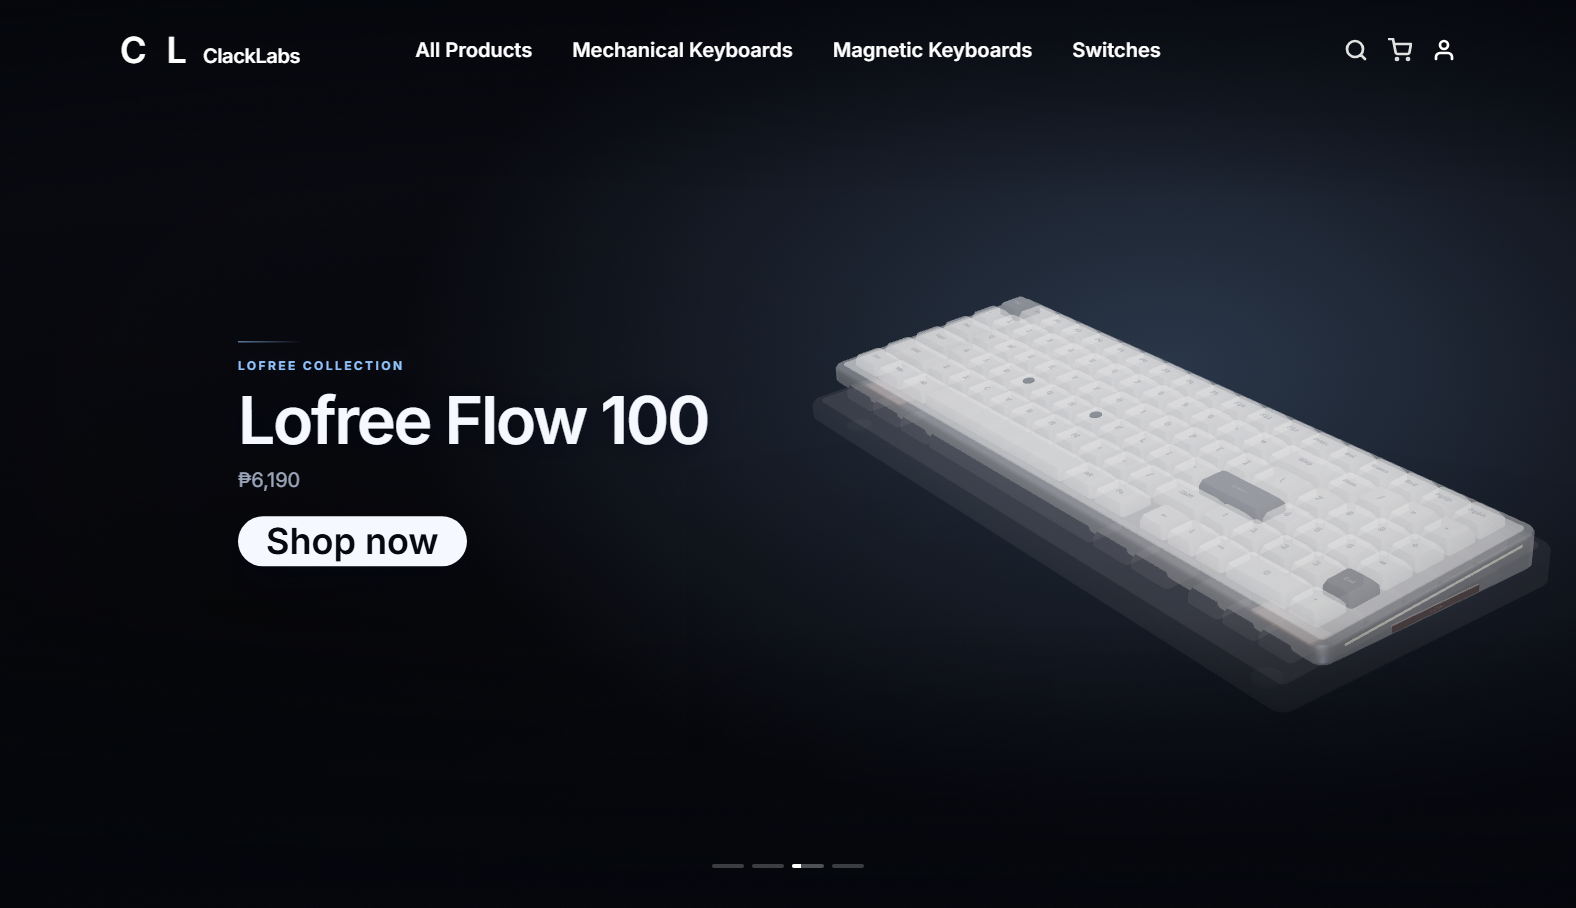 C L ClackLabs
All Products Mechanical Keyboards Magnetic Keyboards Switches
LOFREE COLLECTION
Lofree Flow 100
₱6,190
Shop now